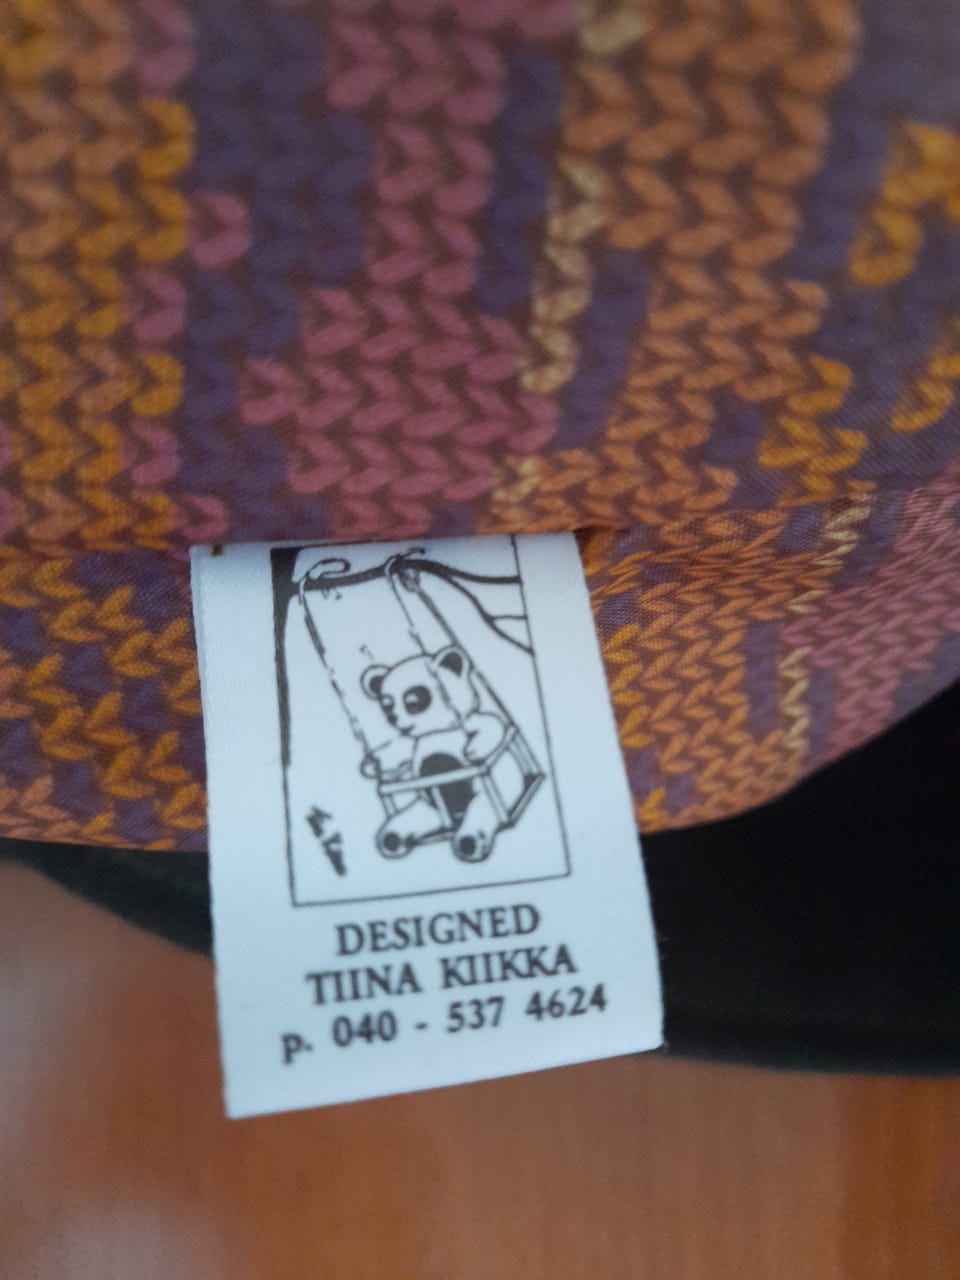 DESIGNED
TIINA KIIKKA
p. 040 - 537 4624